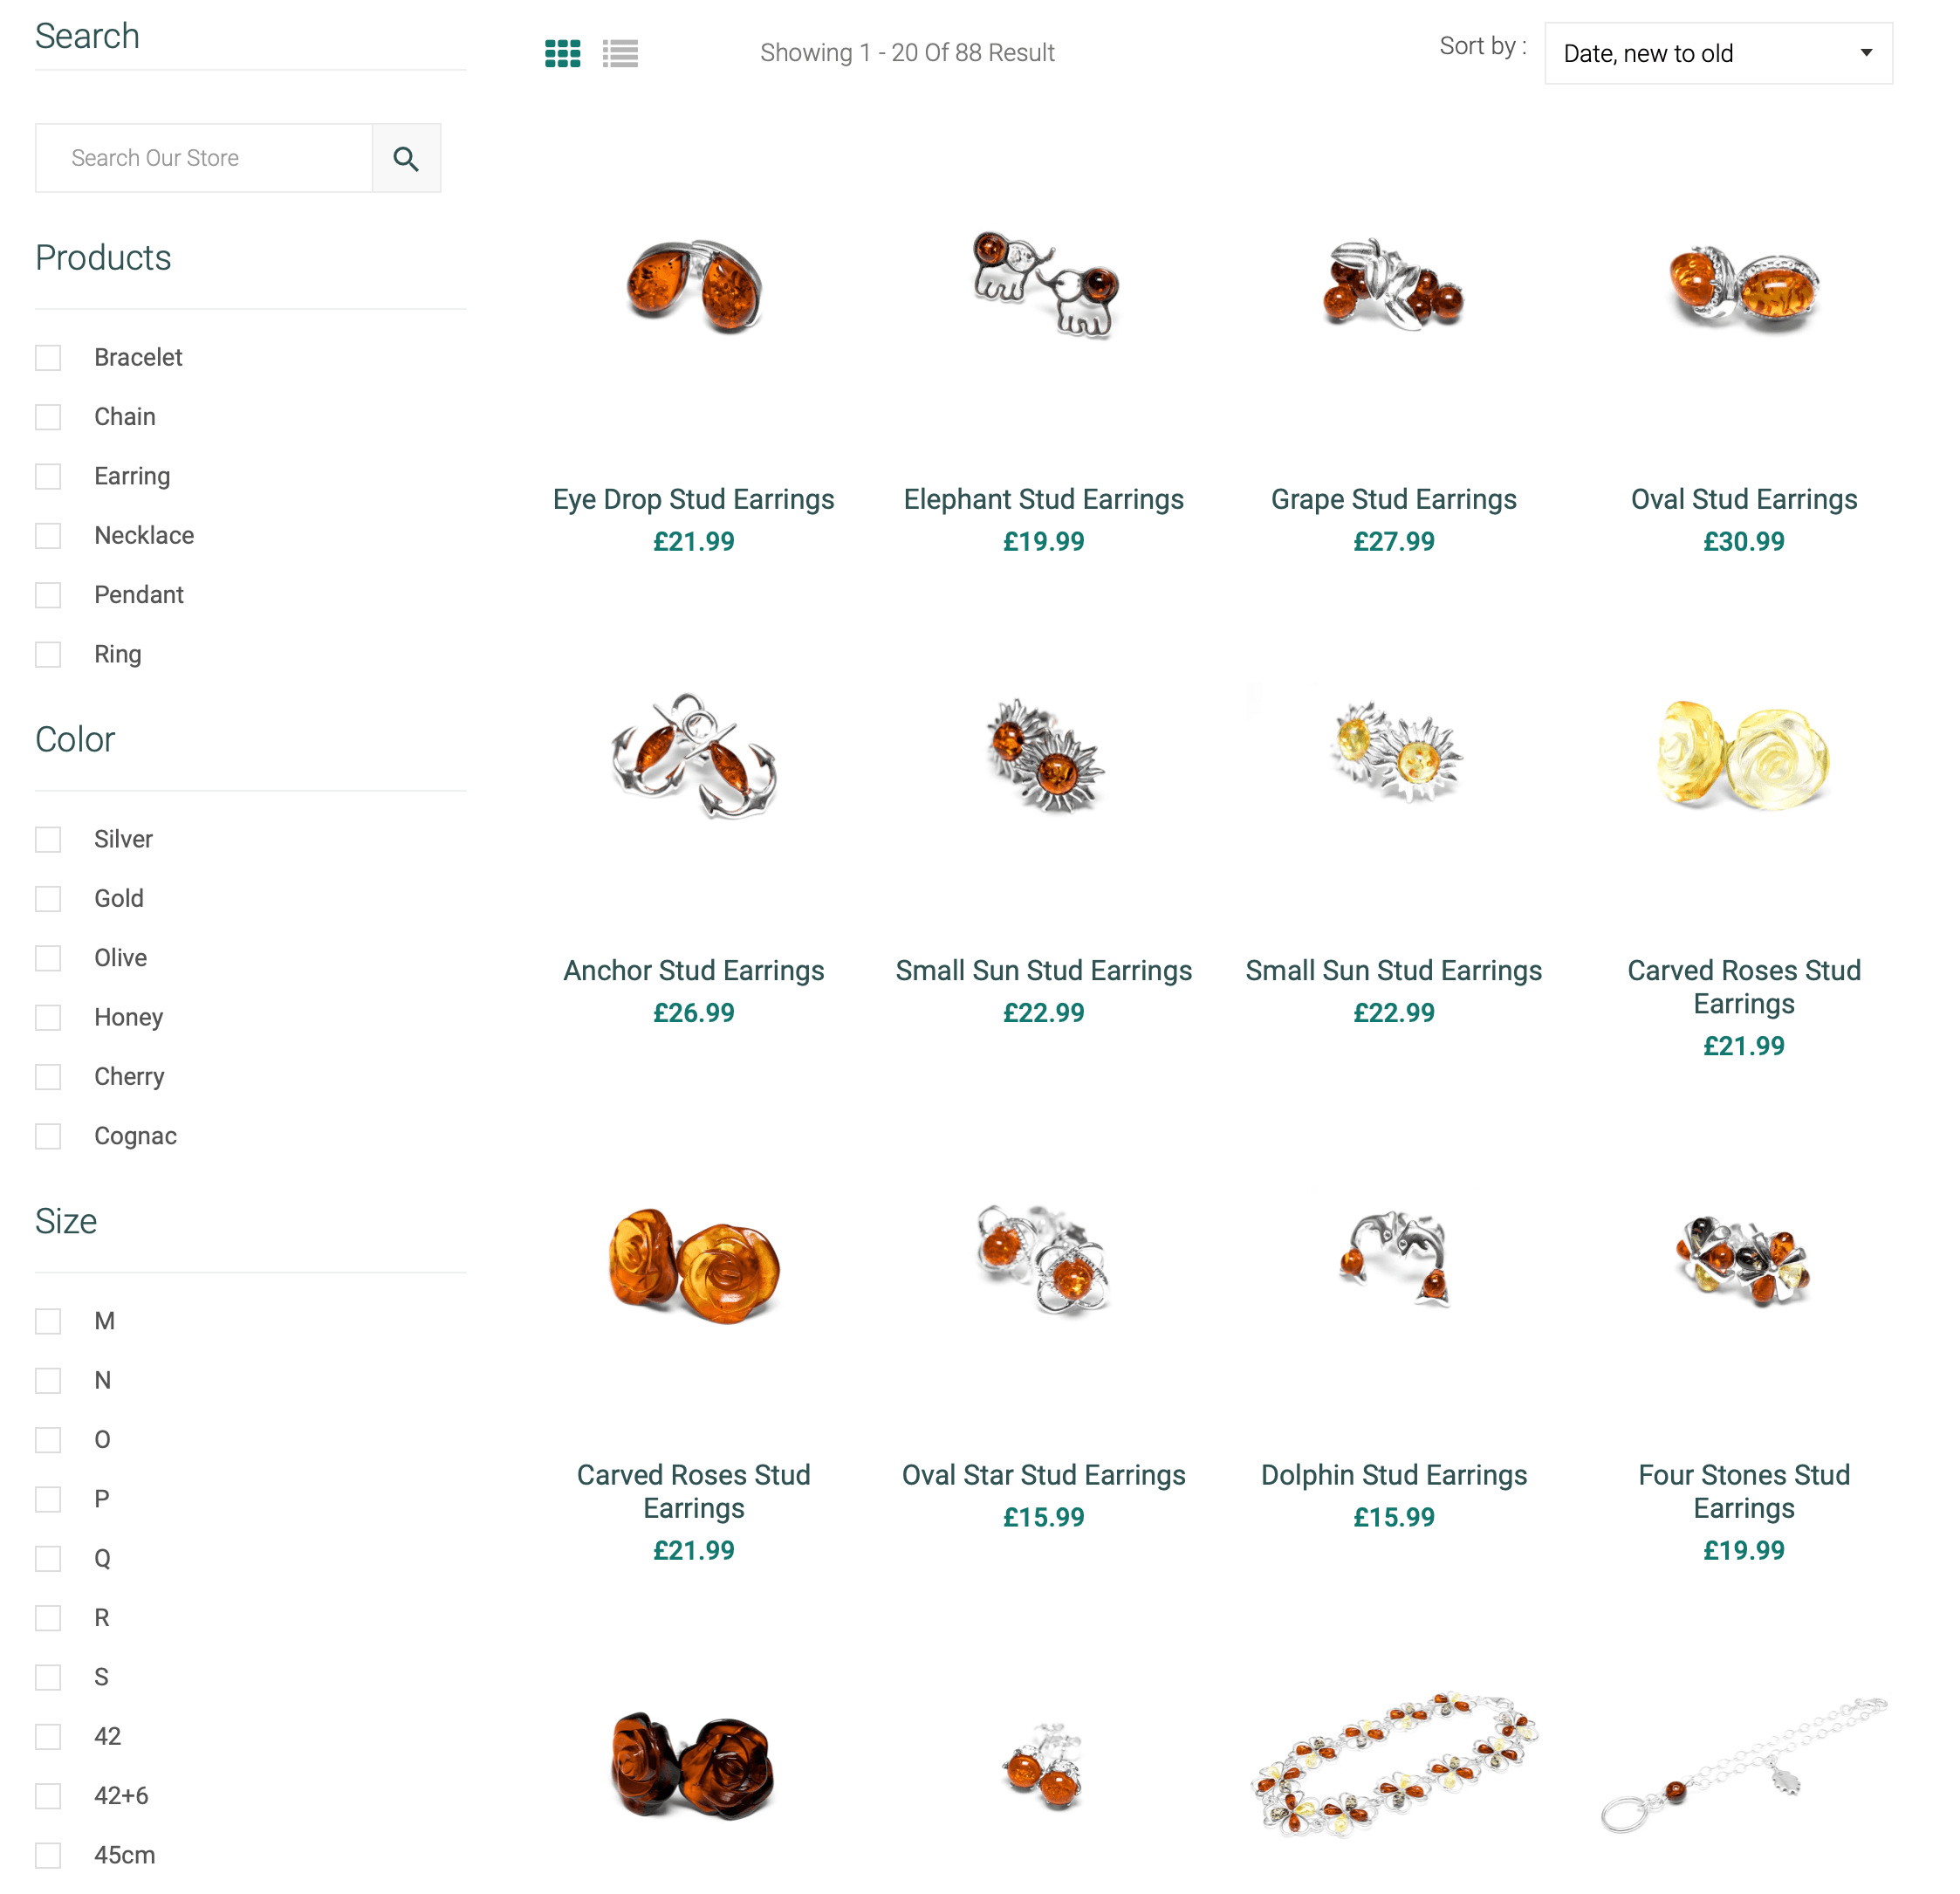 Search
Search Our Store
Products
Bracelet
Chain
Earring
Necklace
Pendant
Ring
Color
Silver
Gold
Olive
Honey
Cherry
Cognac
Size
M
N
O
P
Q
R
S
42
42+6
45cm
Showing 1 - 20 Of 88 Result
Sort by :
Date, new to old
Eye Drop Stud Earrings
£21.99
Elephant Stud Earrings
£19.99
Grape Stud Earrings
£27.99
Oval Stud Earrings
£30.99
Anchor Stud Earrings
£26.99
Small Sun Stud Earrings
£22.99
Small Sun Stud Earrings
£22.99
Carved Roses Stud
Earrings
£21.99
Carved Roses Stud
Earrings
£21.99
Oval Star Stud Earrings
£15.99
Dolphin Stud Earrings
£15.99
Four Stones Stud
Earrings
£19.99